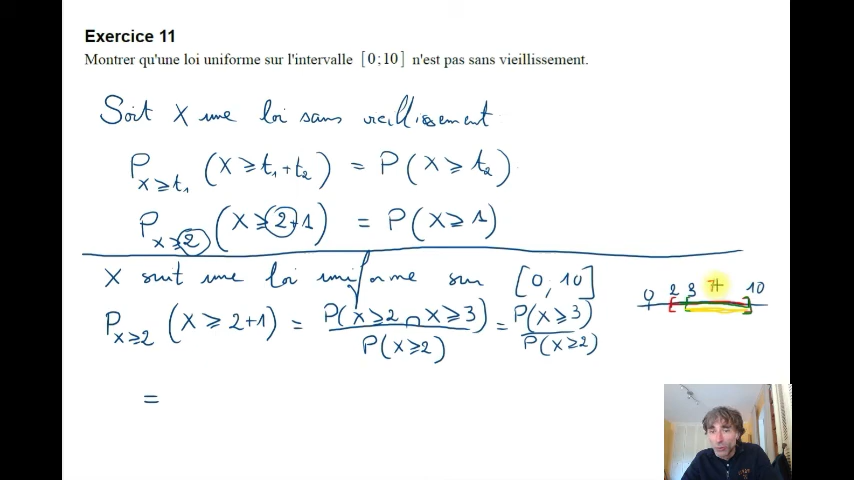 Exercice 11
Montrer qu'une loi uniforme sur l'intervalle [0;10] n'est pas sans vieillissement.
Soit X une loi sans vieillissement
P_{X≥t₁} (X ≥ t₁+t₂) = P(X ≥ t₂)
P_{X≥2} (X ≥ 2+1) = P(X ≥ 1)
X suit une loi uniforme sur [0; 10]
0 2 3 7 10
P_{X≥2} (X ≥ 2+1) = P(X≥2 ∩ X≥3) / P(X≥2) = P(X≥3) / P(X≥2)
=